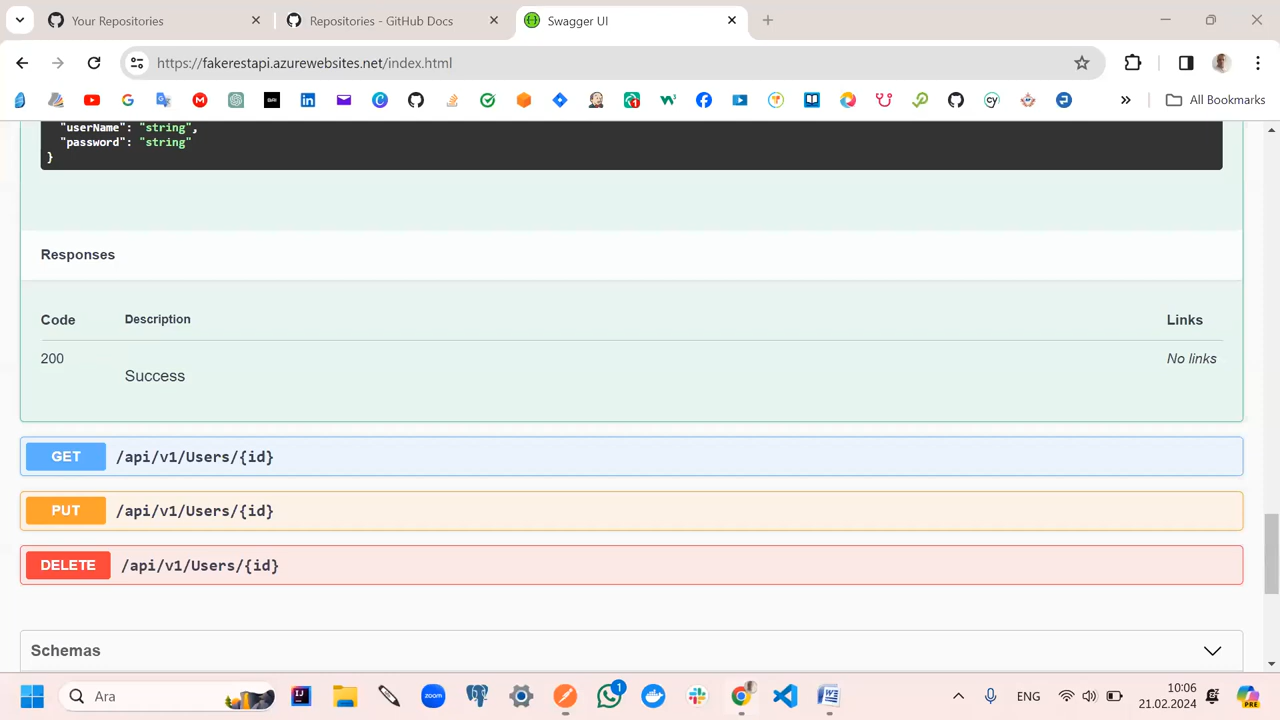 Your Repositories
Repositories - GitHub Docs
Swagger UI
https://fakerestapi.azurewebsites.net/index.html
All Bookmarks
"userName": "string",
"password": "string"
}
Responses
Code Description Links
200 Success No links
GET /api/v1/Users/{id}
PUT /api/v1/Users/{id}
DELETE /api/v1/Users/{id}
Schemas
Ara
1
ENG
10:06
21.02.2024
PRE